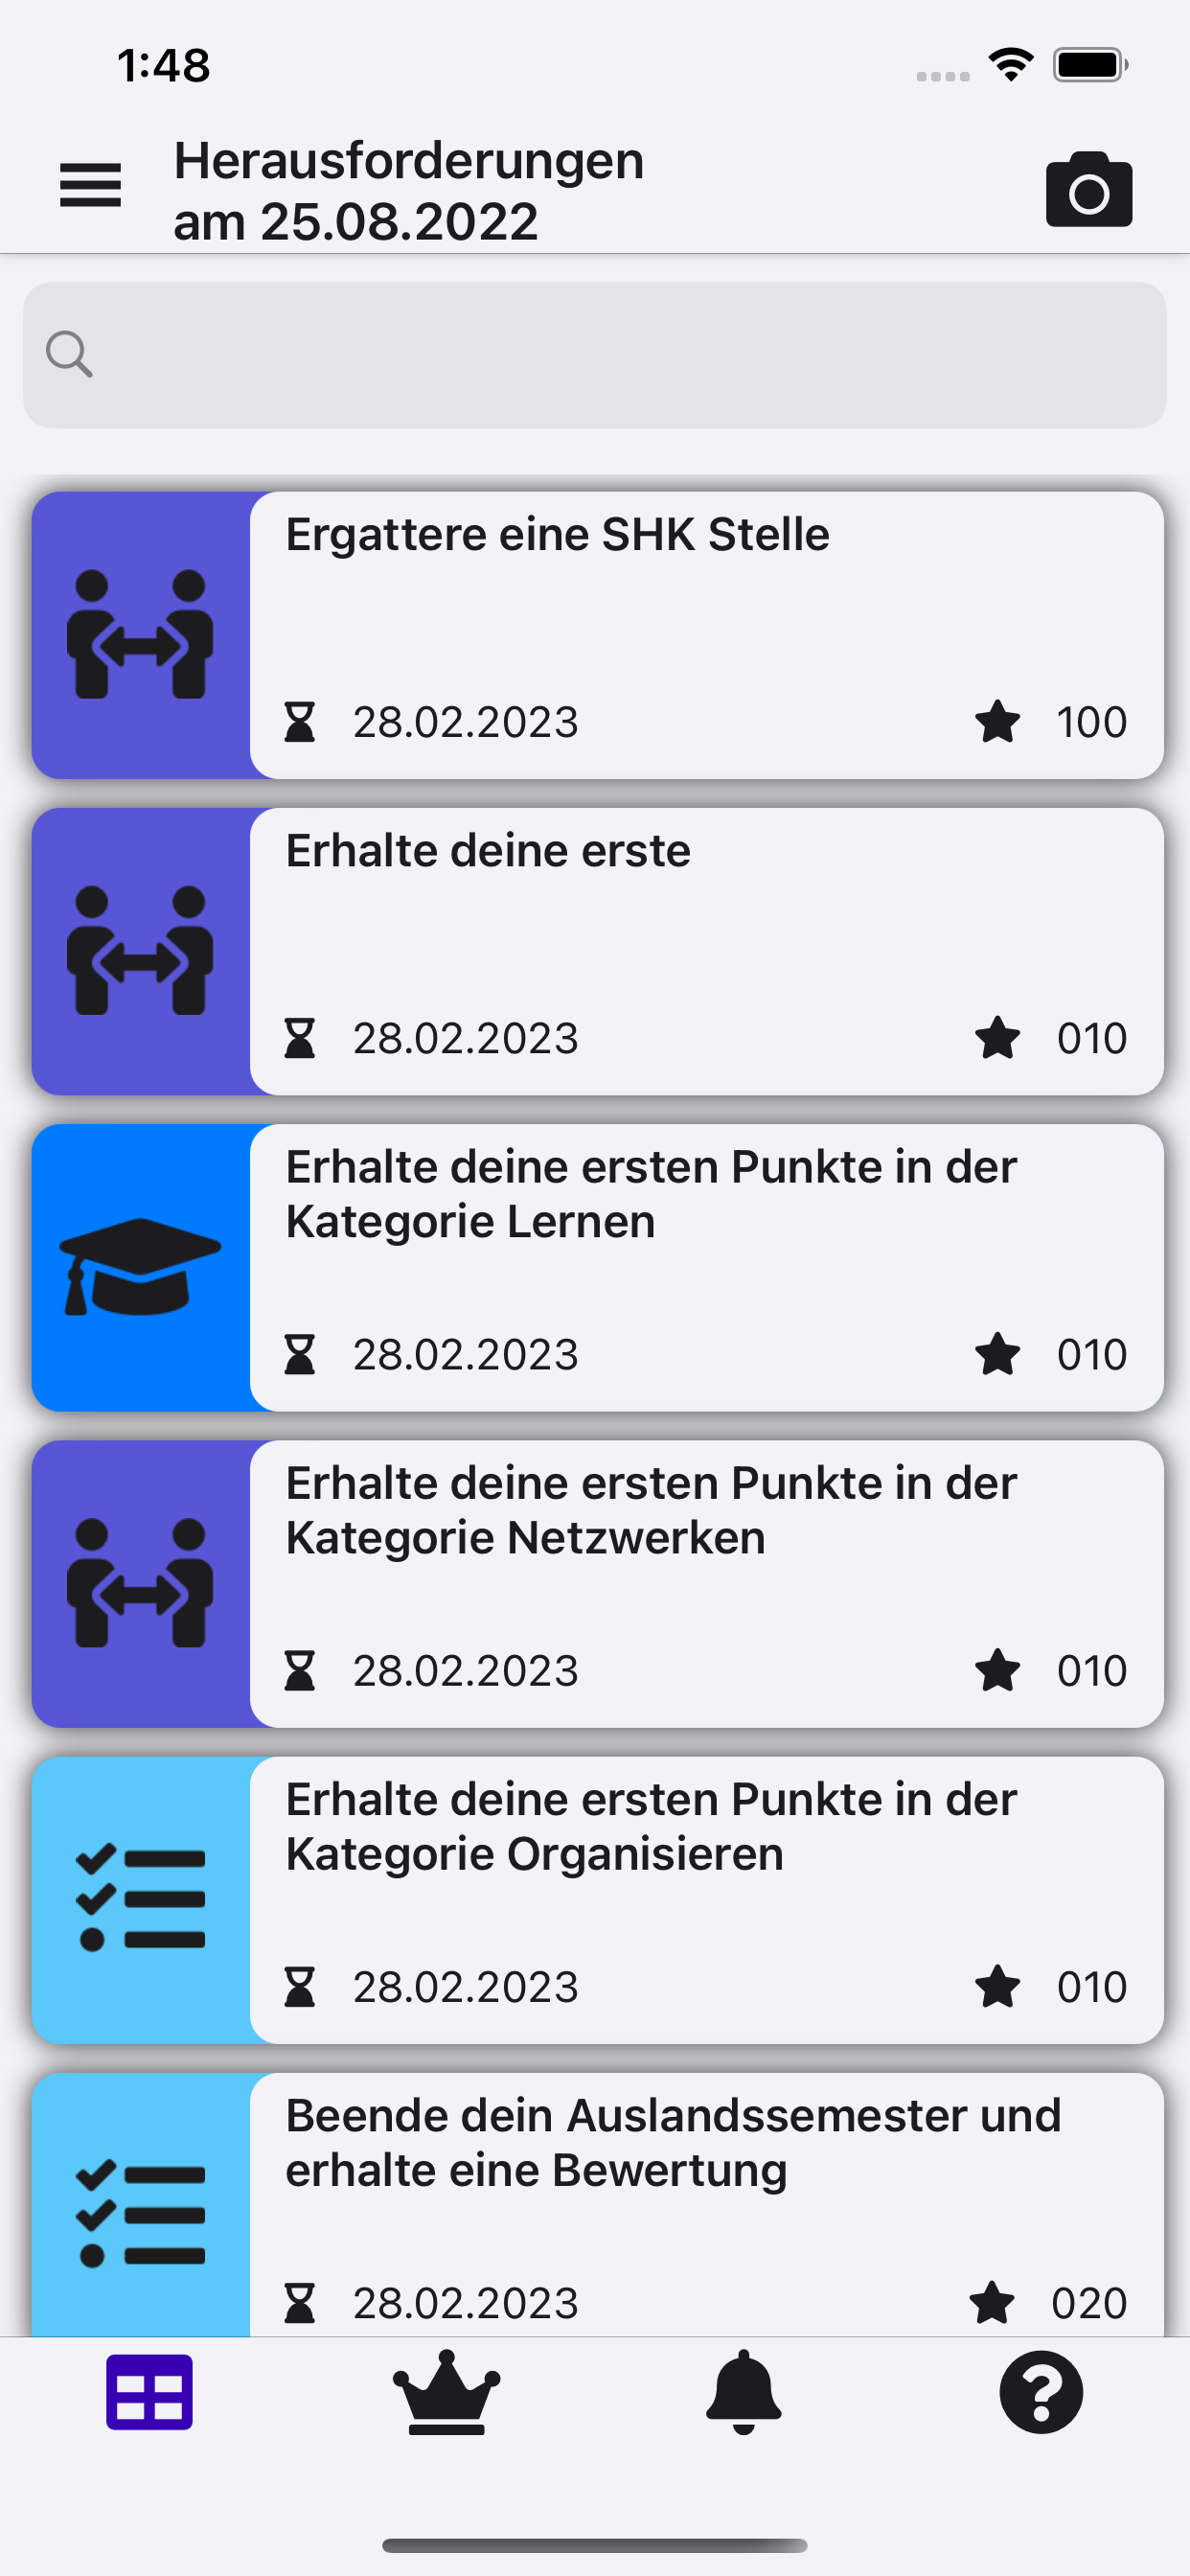 1:48
Herausforderungen
am 25.08.2022
Ergattere eine SHK Stelle
28.02.2023 100
Erhalte deine erste
28.02.2023 010
Erhalte deine ersten Punkte in der
Kategorie Lernen
28.02.2023 010
Erhalte deine ersten Punkte in der
Kategorie Netzwerken
28.02.2023 010
Erhalte deine ersten Punkte in der
Kategorie Organisieren
28.02.2023 010
Beende dein Auslandssemester und
erhalte eine Bewertung
28.02.2023 020